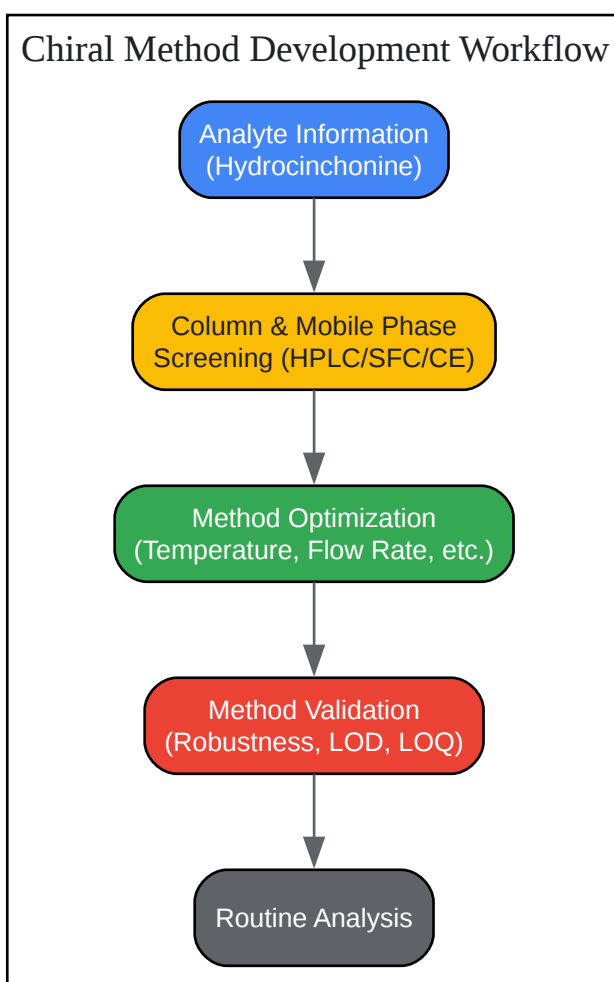 Chiral Method Development Workflow
Analyte Information
(Hydrocinchonine)
Column & Mobile Phase
Screening (HPLC/SFC/CE)
Method Optimization
(Temperature, Flow Rate, etc.)
Method Validation
(Robustness, LOD, LOQ)
Routine Analysis